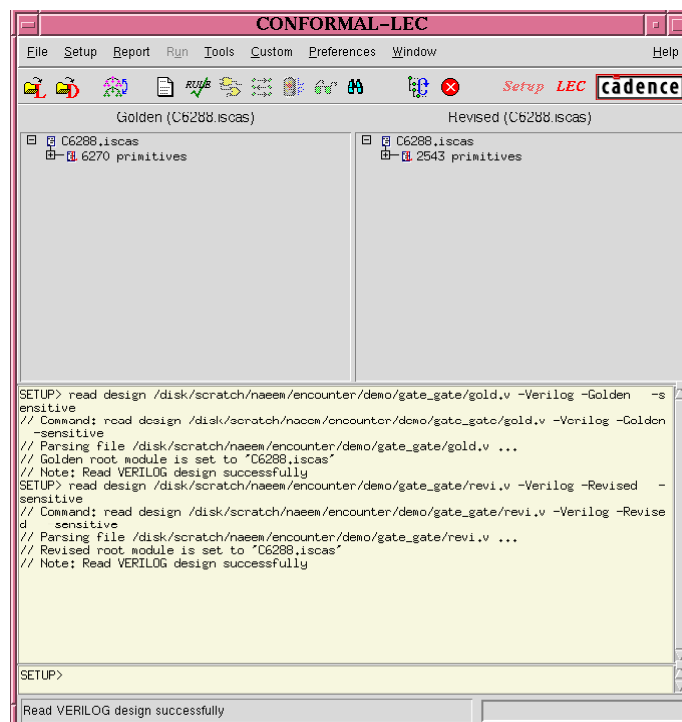 CONFORMAL-LEC
File Setup Report Run Tools Custom Preferences Window Help
L D RULE Setup LEC cādence
Golden (C6288.iscas) Revised (C6288.iscas)
C6288.iscas C6288.iscas
6270 primitives 2543 primitives
SETUP> read design /disk/scratch/naeem/encounter/demo/gate_gate/gold.v -Verilog -Golden -s
ensitive
// Command: read design /disk/scratch/naeem/encounter/demo/gate_gate/gold.v -Verilog -Golden
-sensitive
// Parsing file /disk/scratch/naeem/encounter/demo/gate_gate/gold.v ...
// Golden root module is set to "C6288.iscas"
// Note: Read VERILOG design successfully
SETUP> read design /disk/scratch/naeem/encounter/demo/gate_gate/revi.v -Verilog -Revised -
sensitive
// Command: read design /disk/scratch/naeem/encounter/demo/gate_gate/revi.v -Verilog -Revise
d sensitive
// Parsing file /disk/scratch/naeem/encounter/demo/gate_gate/revi.v ...
// Revised root module is set to "C6288.iscas"
// Note: Read VERILOG design successfully
SETUP>
Read VERILOG design successfully